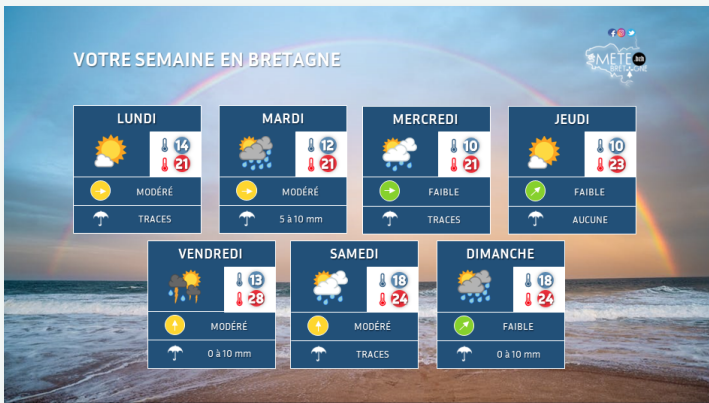 VOTRE SEMAINE EN BRETAGNE
METEO
BRETAGNE
.bzh
LUNDI
14
21
MODÉRÉ
TRACES
MARDI
12
21
MODÉRÉ
5 à 10 mm
MERCREDI
10
21
FAIBLE
TRACES
JEUDI
10
23
FAIBLE
AUCUNE
VENDREDI
13
28
MODÉRÉ
0 à 10 mm
SAMEDI
18
24
MODÉRÉ
TRACES
DIMANCHE
18
24
FAIBLE
0 à 10 mm